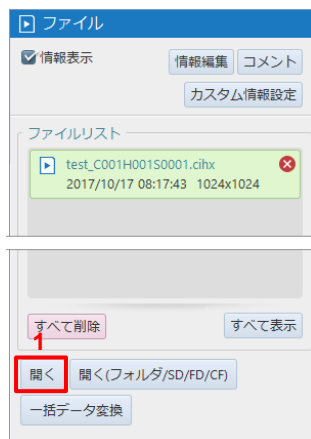 ファイル
情報表示
情報編集 コメント
カスタム情報設定
ファイルリスト
test_C001H001S0001.cihx
2017/10/17 08:17:43 1024x1024
すべて削除 すべて表示
1
開く 開く(フォルダ/SD/FD/CF)
一括データ変換